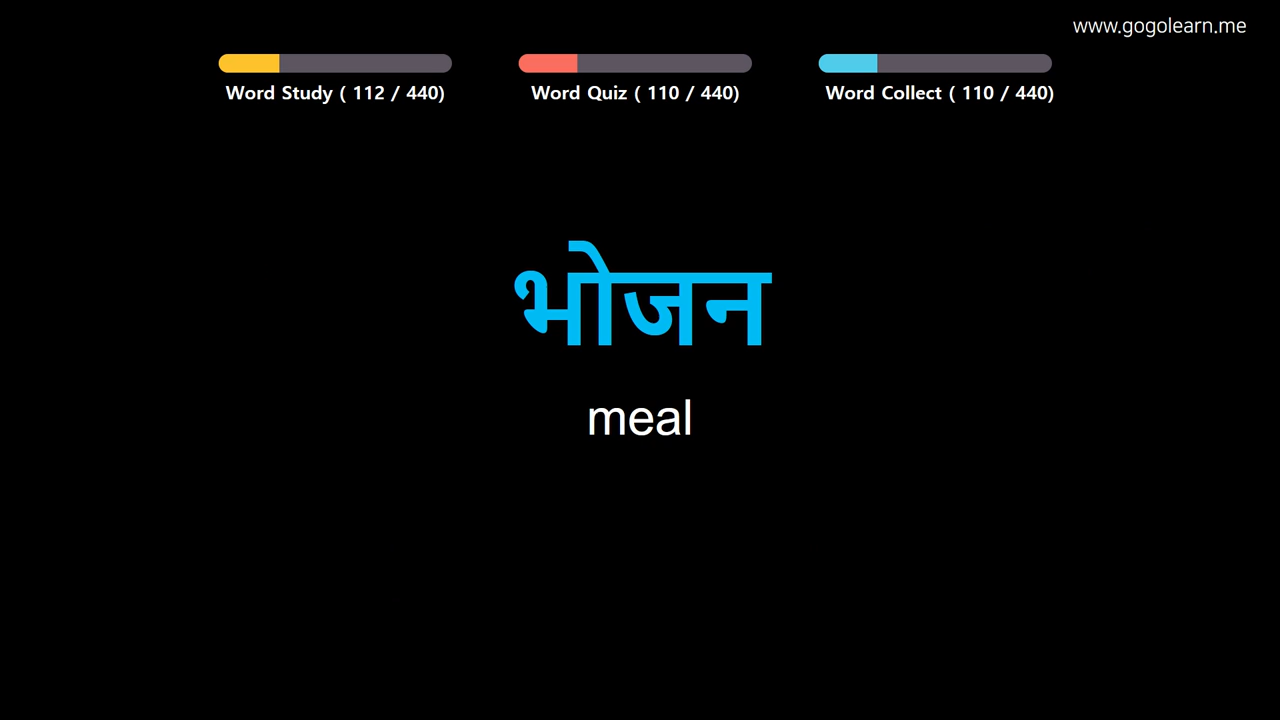 www.gogolearn.me
Word Study ( 112 / 440)
Word Quiz ( 110 / 440)
Word Collect ( 110 / 440)
भोजन
meal